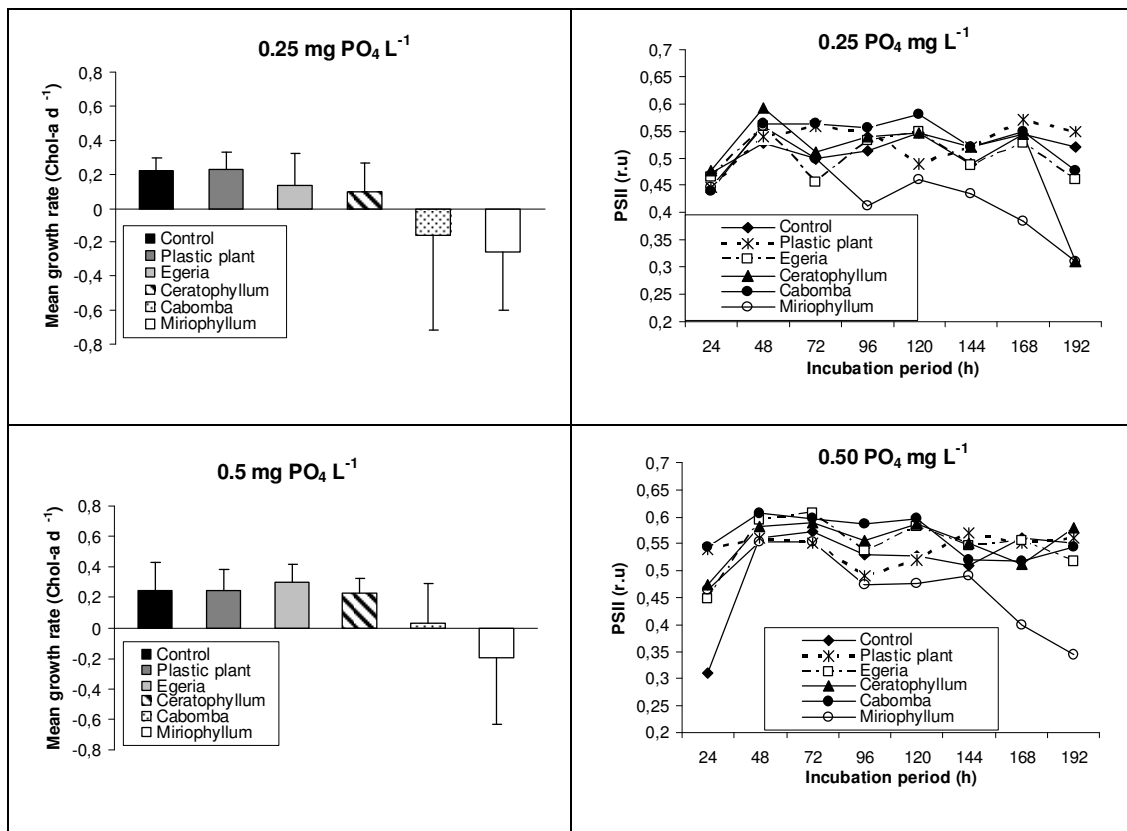 0.25 mg PO₄ L⁻¹
Mean growth rate (Chol-a d ⁻¹)
0,8
0,6
0,4
0,2
0
-0,2
-0,4
-0,6
-0,8
Control
Plastic plant
Egeria
Ceratophyllum
Cabomba
Miriophyllum
0.25 PO₄ mg L⁻¹
PSII (r.u)
0,7
0,65
0,6
0,55
0,5
0,45
0,4
0,35
0,3
0,25
0,2
Control
Plastic plant
Egeria
Ceratophyllum
Cabomba
Miriophyllum
24 48 72 96 120 144 168 192
Incubation period (h)
0.5 mg PO₄ L⁻¹
Mean growth rate (Chol-a d ⁻¹)
0,8
0,6
0,4
0,2
0
-0,2
-0,4
-0,6
-0,8
Control
Plastic plant
Egeria
Ceratophyllum
Cabomba
Miriophyllum
0.50 PO₄ mg L⁻¹
PSII (r.u)
0,7
0,65
0,6
0,55
0,5
0,45
0,4
0,35
0,3
0,25
0,2
Control
Plastic plant
Egeria
Ceratophyllum
Cabomba
Miriophyllum
24 48 72 96 120 144 168 192
Incubation period (h)